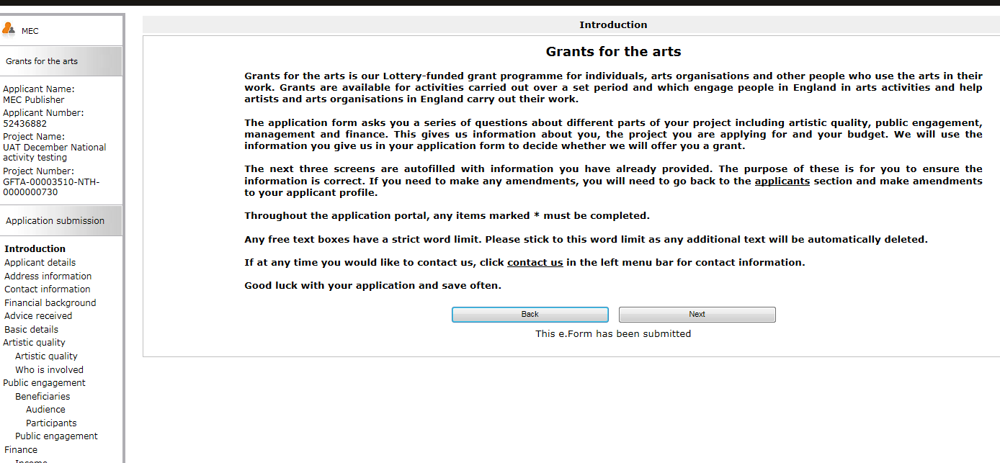 MEC
Grants for the arts
Applicant Name:
MEC Publisher
Applicant Number:
52436882
Project Name:
UAT December National
activity testing
Project Number:
GFTA-00003510-NTH-
0000000730
Application submission
Introduction
Applicant details
Address information
Contact information
Financial background
Advice received
Basic details
Artistic quality
Artistic quality
Who is involved
Public engagement
Beneficiaries
Audience
Participants
Public engagement
Finance
Income
Introduction
Grants for the arts
Grants for the arts is our Lottery-funded grant programme for individuals, arts organisations and other people who use the arts in their
work. Grants are available for activities carried out over a set period and which engage people in England in arts activities and help
artists and arts organisations in England carry out their work.
The application form asks you a series of questions about different parts of your project including artistic quality, public engagement,
management and finance. This gives us information about you, the project you are applying for and your budget. We will use the
information you give us in your application form to decide whether we will offer you a grant.
The next three screens are autofilled with information you have already provided. The purpose of these is for you to ensure the
information is correct. If you need to make any amendments, you will need to go back to the applicants section and make amendments
to your applicant profile.
Throughout the application portal, any items marked * must be completed.
Any free text boxes have a strict word limit. Please stick to this word limit as any additional text will be automatically deleted.
If at any time you would like to contact us, click contact us in the left menu bar for contact information.
Good luck with your application and save often.
Back Next
This e.Form has been submitted